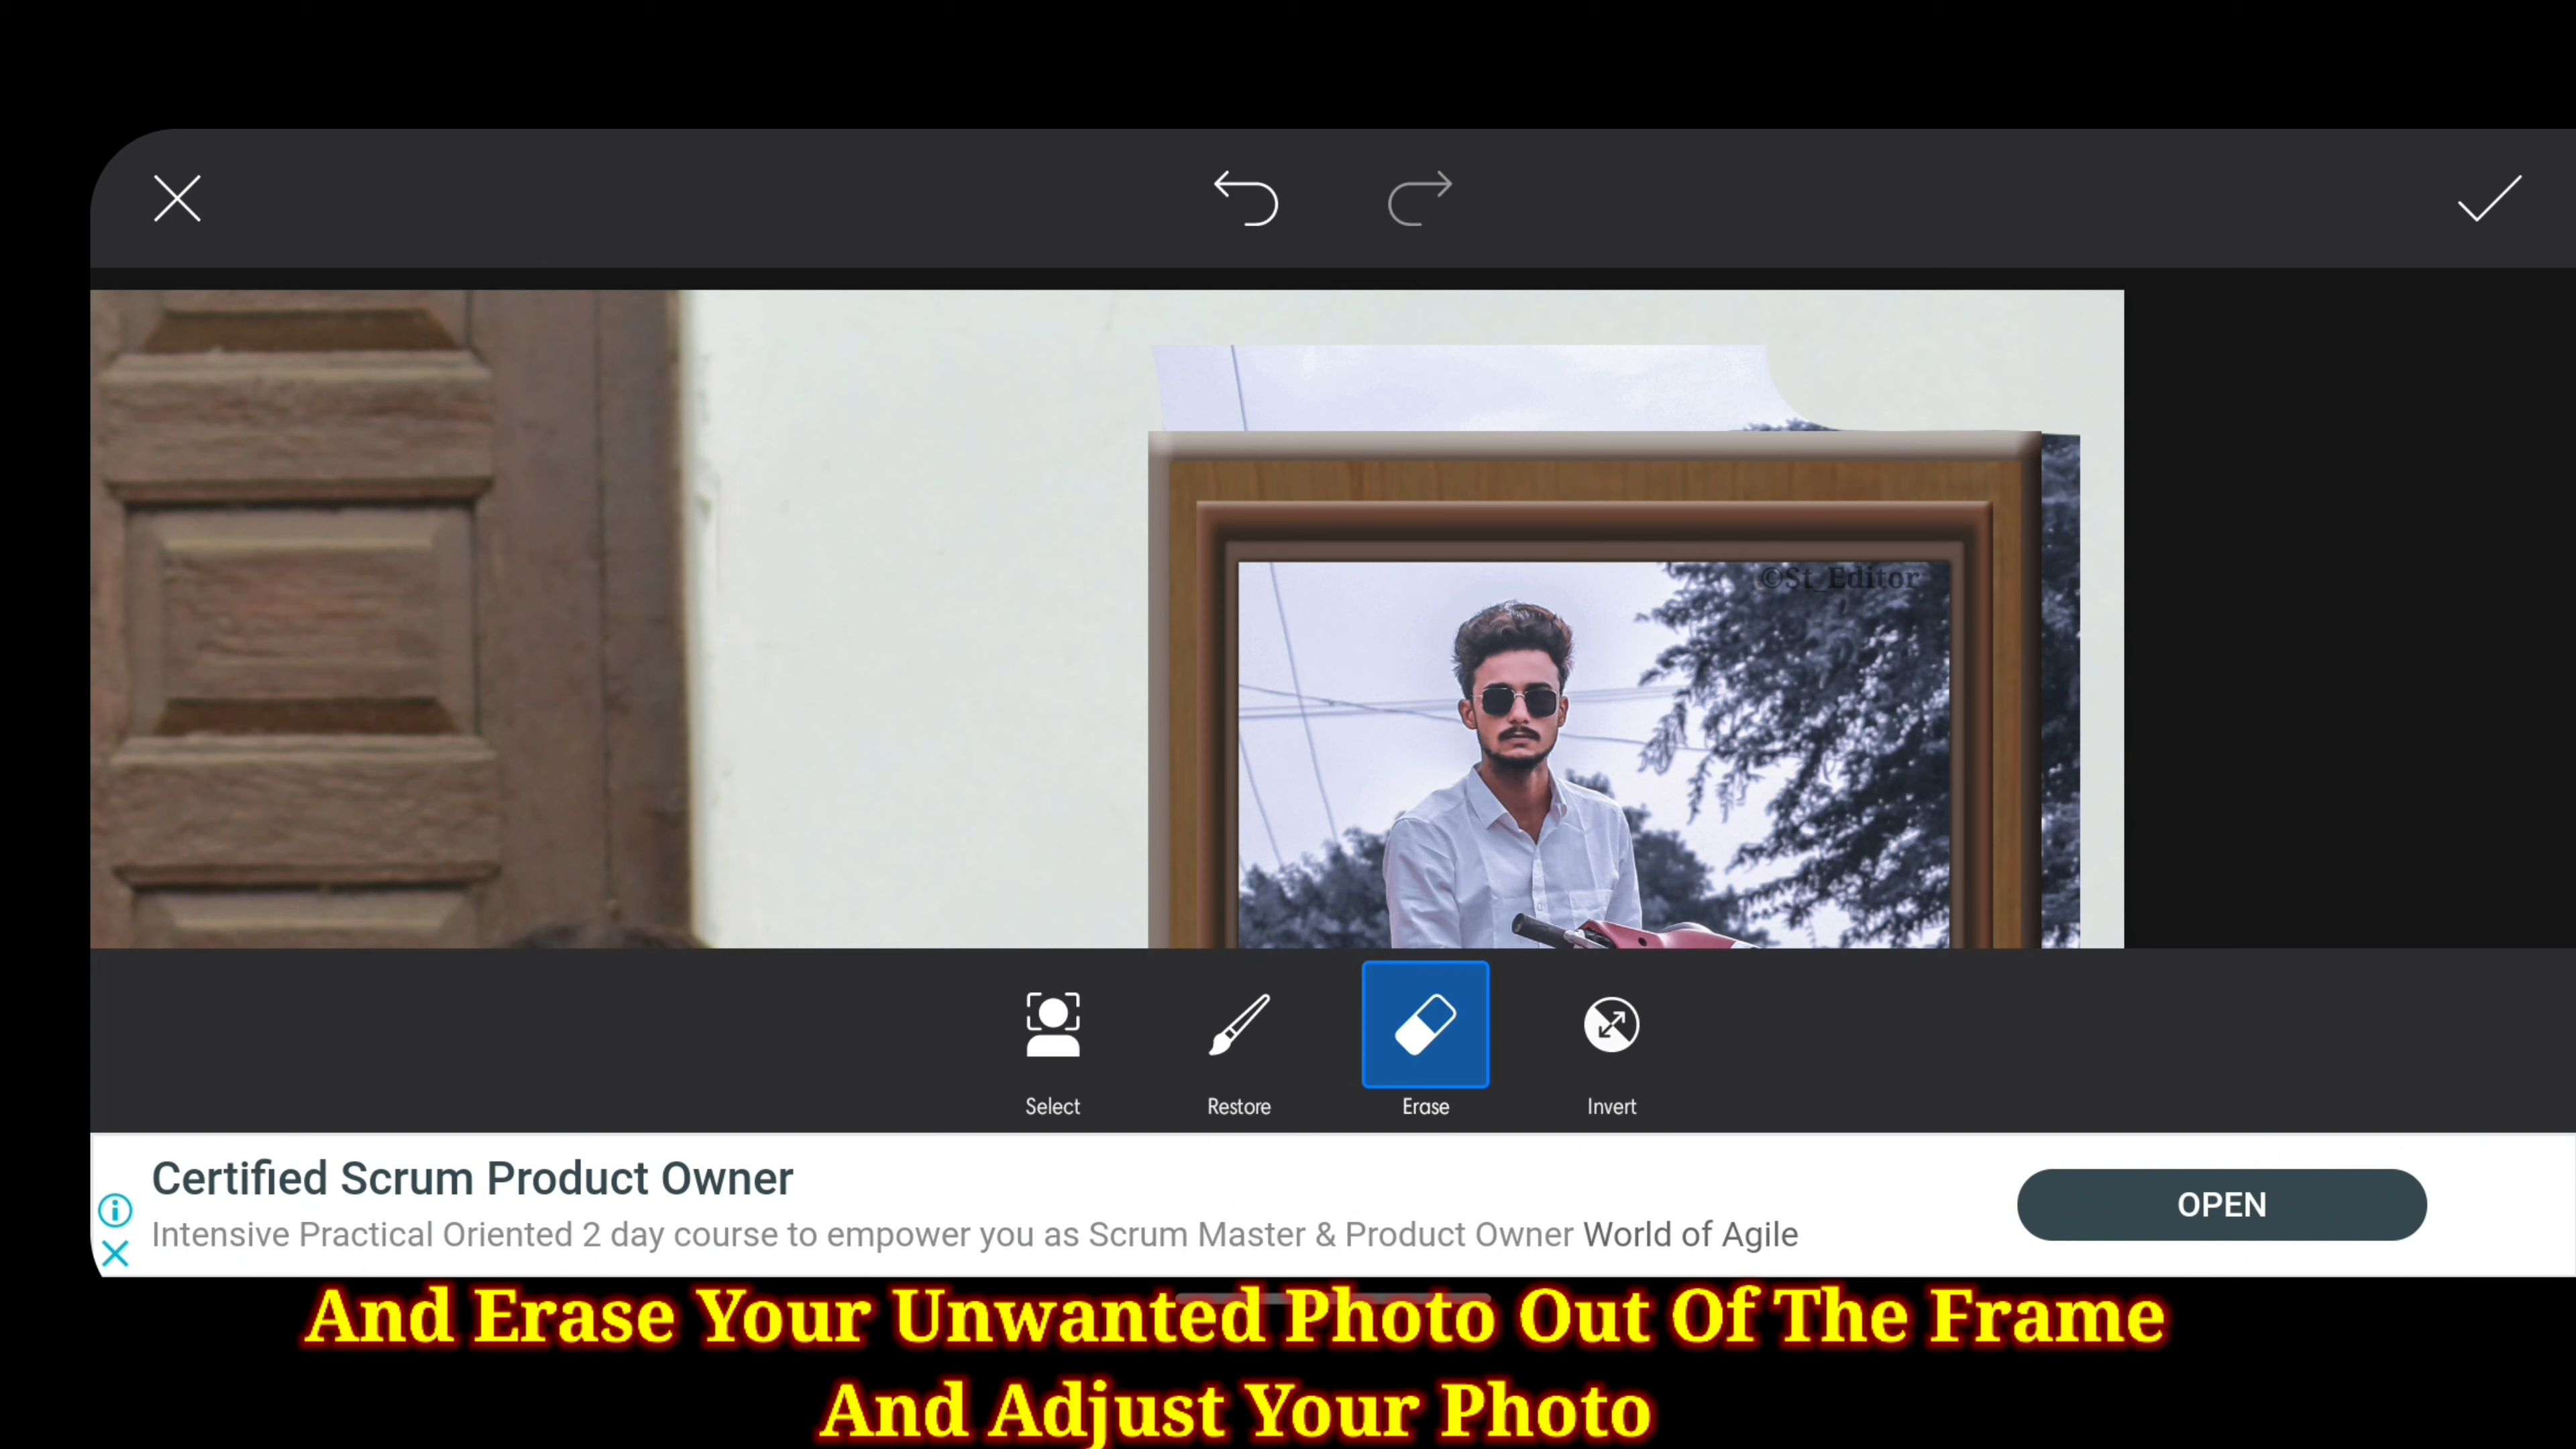 ©St_Editor
Select
Restore
Erase
Invert
Certified Scrum Product Owner
Intensive Practical Oriented 2 day course to empower you as Scrum Master & Product Owner World of Agile
OPEN
And Erase Your Unwanted Photo Out Of The Frame
And Adjust Your Photo